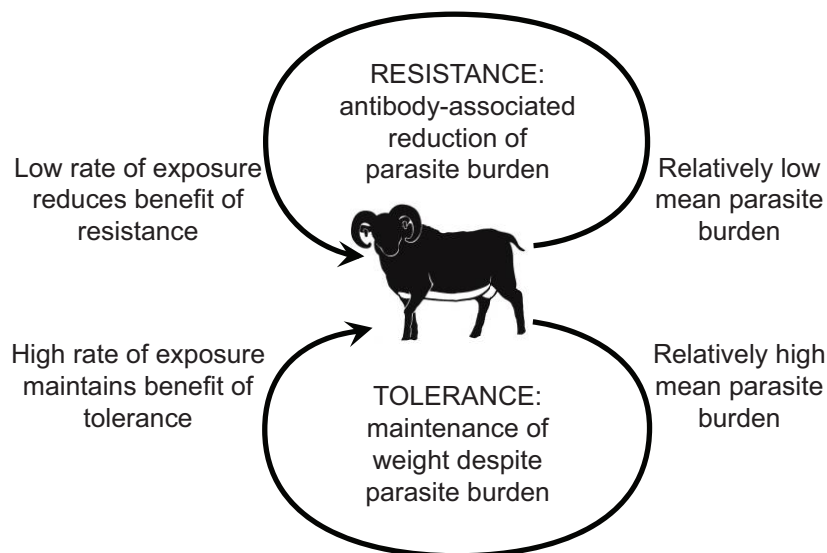 RESISTANCE:
antibody-associated
reduction of
parasite burden
Low rate of exposure
reduces benefit of
resistance
Relatively low
mean parasite
burden
High rate of exposure
maintains benefit of
tolerance
Relatively high
mean parasite
burden
TOLERANCE:
maintenance of
weight despite
parasite burden